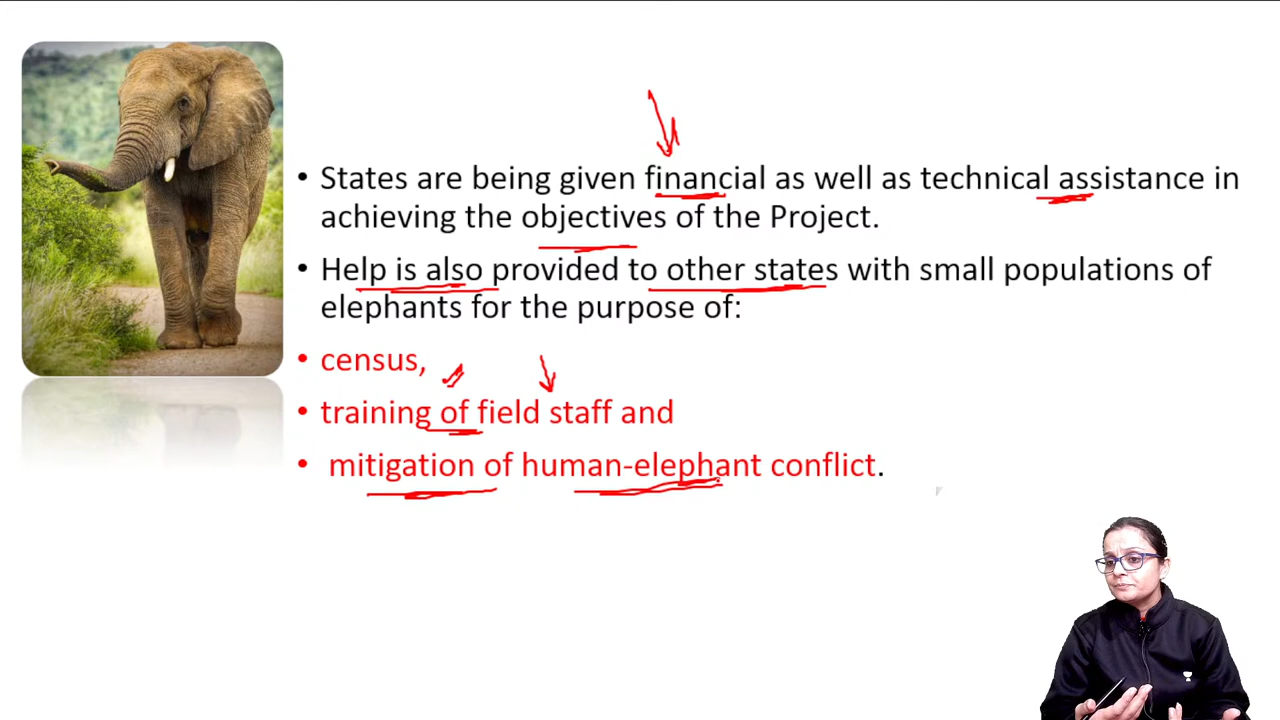 • States are being given financial as well as technical assistance in
achieving the objectives of the Project.
• Help is also provided to other states with small populations of
elephants for the purpose of:
• census,
• training of field staff and
• mitigation of human-elephant conflict.